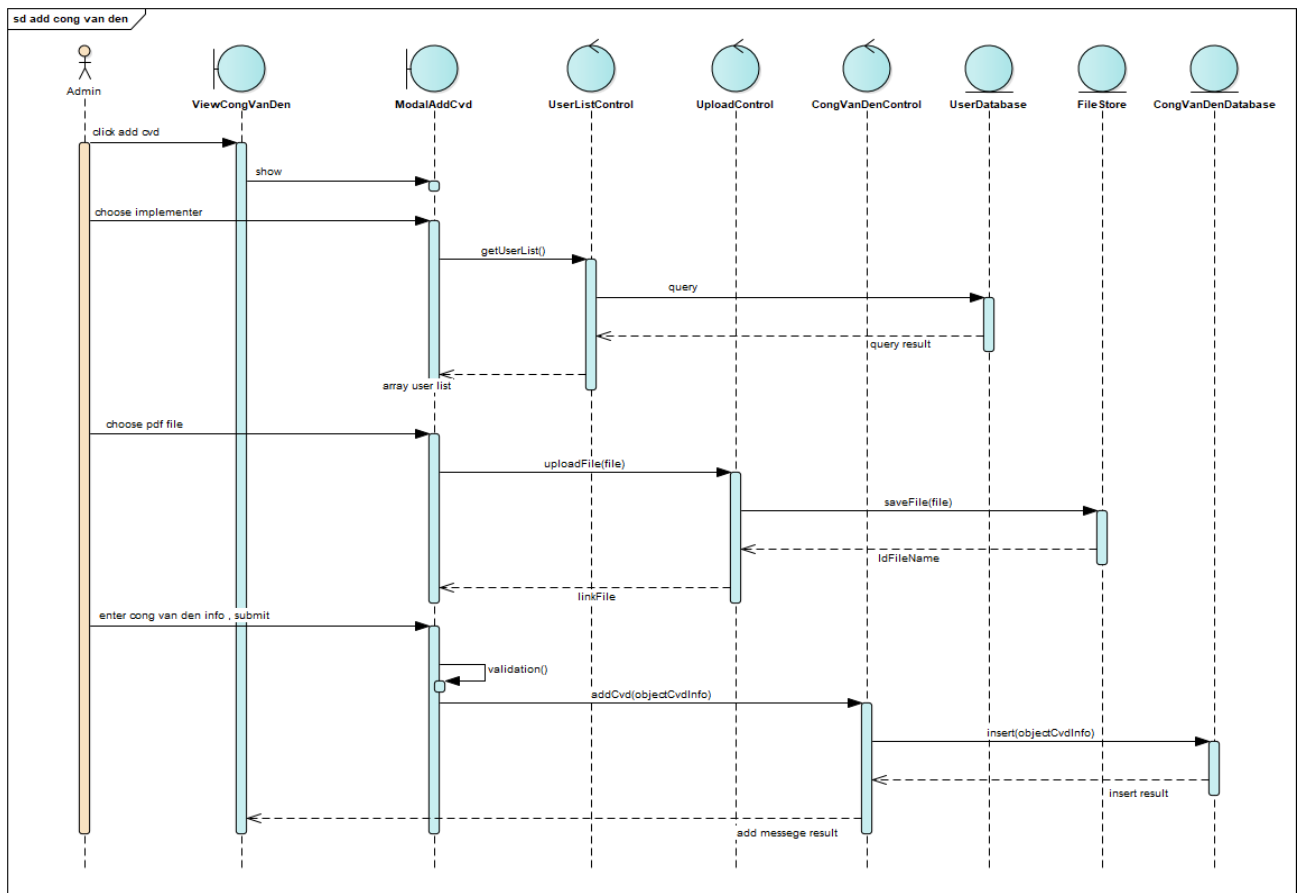 sd add cong van den
Admin
ViewCongVanDen
ModalAddCvd
UserListControl
UploadControl
CongVanDenControl
UserDatabase
FileStore
CongVanDenDatabase
click add cvd
show
choose implementer
getUserList()
query
query result
array user list
choose pdf file
uploadFile(file)
saveFile(file)
IdFileName
linkFile
enter cong van den info , submit
validation()
addCvd(objectCvdInfo)
insert(objectCvdInfo)
insert result
add messege result